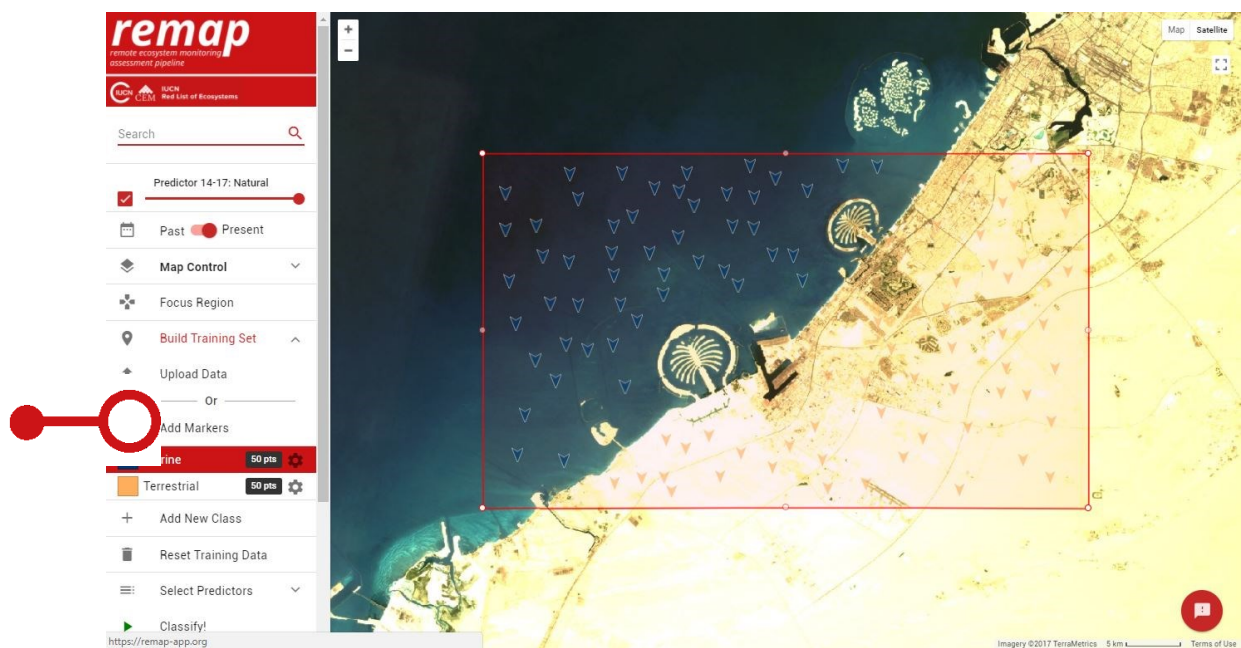 remap
remote ecosystem monitoring
assessment pipeline
IUCN
CEM
IUCN
Red List of Ecosystems
Search
Predictor 14-17: Natural
Past
Present
Map Control
Focus Region
Build Training Set
Upload Data
Or
Add Markers
rine
50 pts
Terrestrial
50 pts
Add New Class
Reset Training Data
Select Predictors
Classify!
https://remap-app.org
+
−
Map
Satellite
Imagery ©2017 TerraMetrics
5 km
Terms of Use